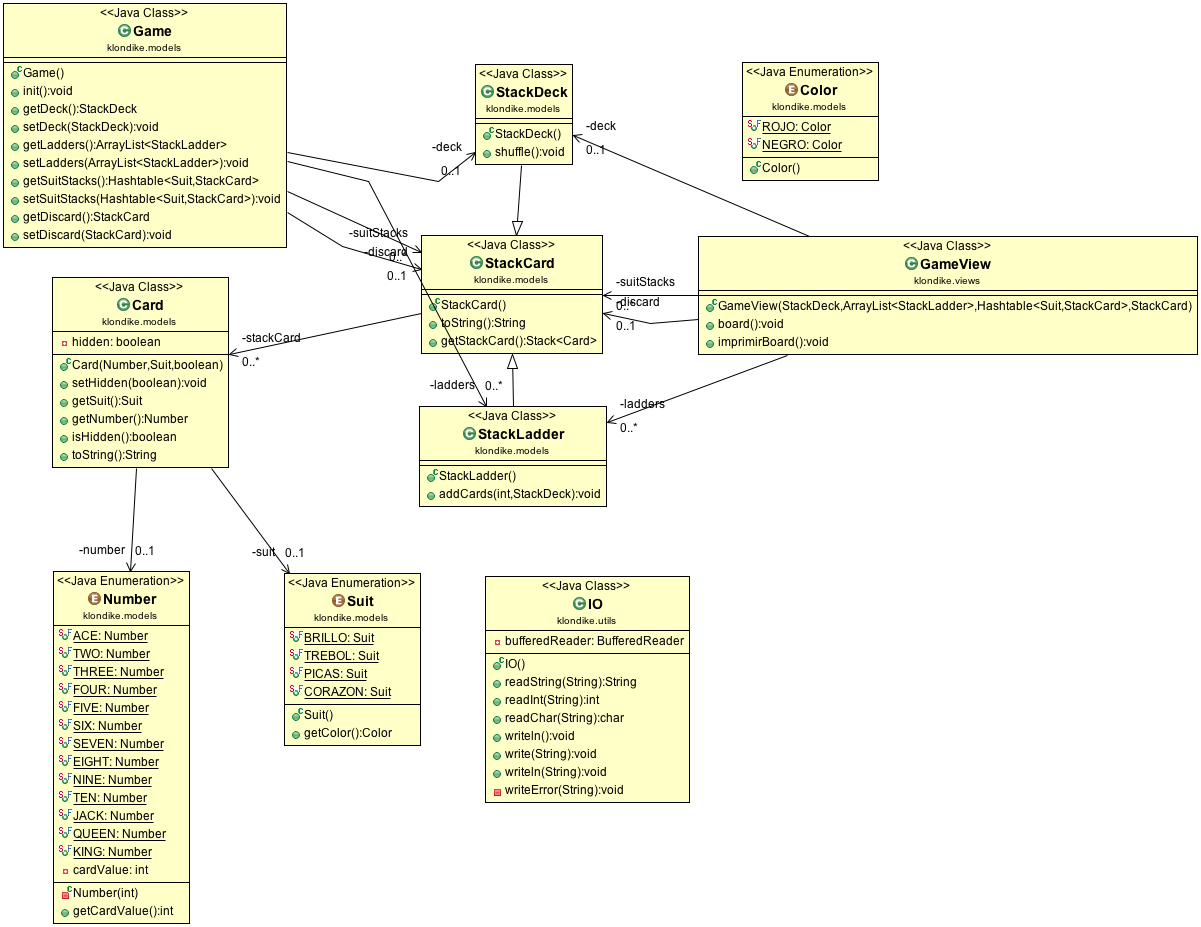 <<Java Class>>
Game
klondike.models
Game()
init():void
getDeck():StackDeck
setDeck(StackDeck):void
getLadders():ArrayList<StackLadder>
setLadders(ArrayList<StackLadder>):void
getSuitStacks():Hashtable<Suit,StackCard>
setSuitStacks(Hashtable<Suit,StackCard>):void
getDiscard():StackCard
setDiscard(StackCard):void
<<Java Class>>
StackDeck
klondike.models
StackDeck()
shuffle():void
<<Java Enumeration>>
Color
klondike.models
ROJO: Color
NEGRO: Color
Color()
-deck
0..1
-deck
0..1
-suitStacks
0..*
-discard
0..1
<<Java Class>>
StackCard
klondike.models
StackCard()
toString():String
getStackCard():Stack<Card>
-suitStacks
0..*
-discard
0..1
<<Java Class>>
GameView
klondike.views
GameView(StackDeck,ArrayList<StackLadder>,Hashtable<Suit,StackCard>,StackCard)
board():void
imprimirBoard():void
<<Java Class>>
Card
klondike.models
hidden: boolean
Card(Number,Suit,boolean)
setHidden(boolean):void
getSuit():Suit
getNumber():Number
isHidden():boolean
toString():String
-stackCard
0..*
-ladders
0..*
-ladders
0..*
<<Java Class>>
StackLadder
klondike.models
StackLadder()
addCards(int,StackDeck):void
-number
0..1
-suit
0..1
<<Java Enumeration>>
Number
klondike.models
ACE: Number
TWO: Number
THREE: Number
FOUR: Number
FIVE: Number
SIX: Number
SEVEN: Number
EIGHT: Number
NINE: Number
TEN: Number
JACK: Number
QUEEN: Number
KING: Number
cardValue: int
Number(int)
getCardValue():int
<<Java Enumeration>>
Suit
klondike.models
BRILLO: Suit
TREBOL: Suit
PICAS: Suit
CORAZON: Suit
Suit()
getColor():Color
<<Java Class>>
IO
klondike.utils
bufferedReader: BufferedReader
IO()
readString(String):String
readInt(String):int
readChar(String):char
writeln():void
write(String):void
writeln(String):void
writeError(String):void